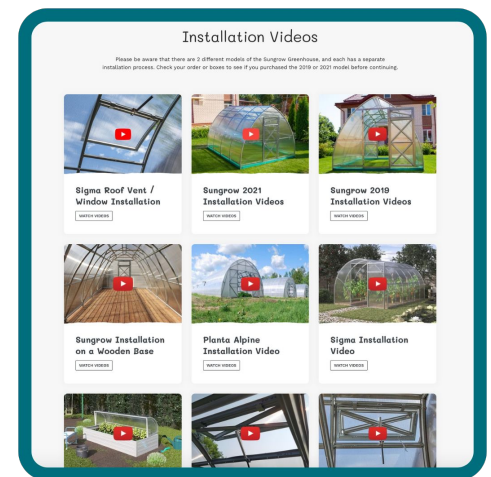 Installation Videos
Please be aware that there are 2 different models of the Sungrow Greenhouse, and each has a separate
installation process. Check your order or boxes to see if you purchased the 2019 or 2021 model before continuing.
Sigma Roof Vent /
Window Installation
WATCH VIDEOS
Sungrow 2021
Installation Videos
WATCH VIDEOS
Sungrow 2019
Installation Videos
WATCH VIDEOS
Sungrow Installation
on a Wooden Base
WATCH VIDEOS
Planta Alpine
Installation Video
WATCH VIDEOS
Sigma Installation
Video
WATCH VIDEOS